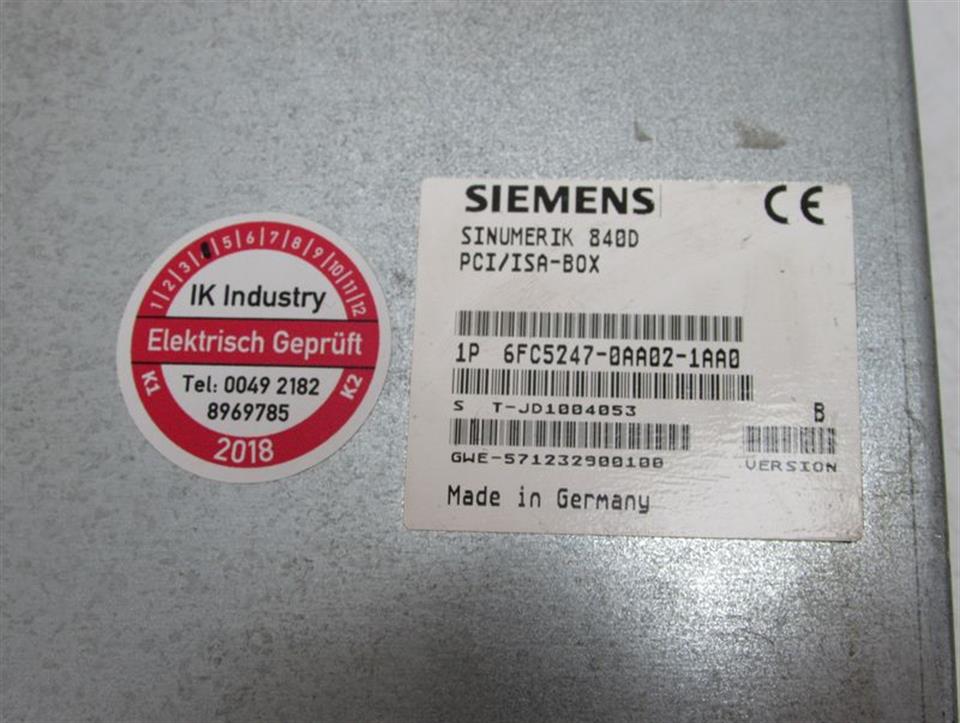 1|2|3| |5|6|7|8|9|10|11|12
IK Industry
Elektrisch Geprüft
K1 Tel: 0049 2182 K2
8969785
2018
SIEMENS CE
SINUMERIK 840D
PCI/ISA-BOX
1P 6FC5247-0AA02-1AA0
S T-JD1004053 B
GWE-571232900100 VERSION
Made in Germany